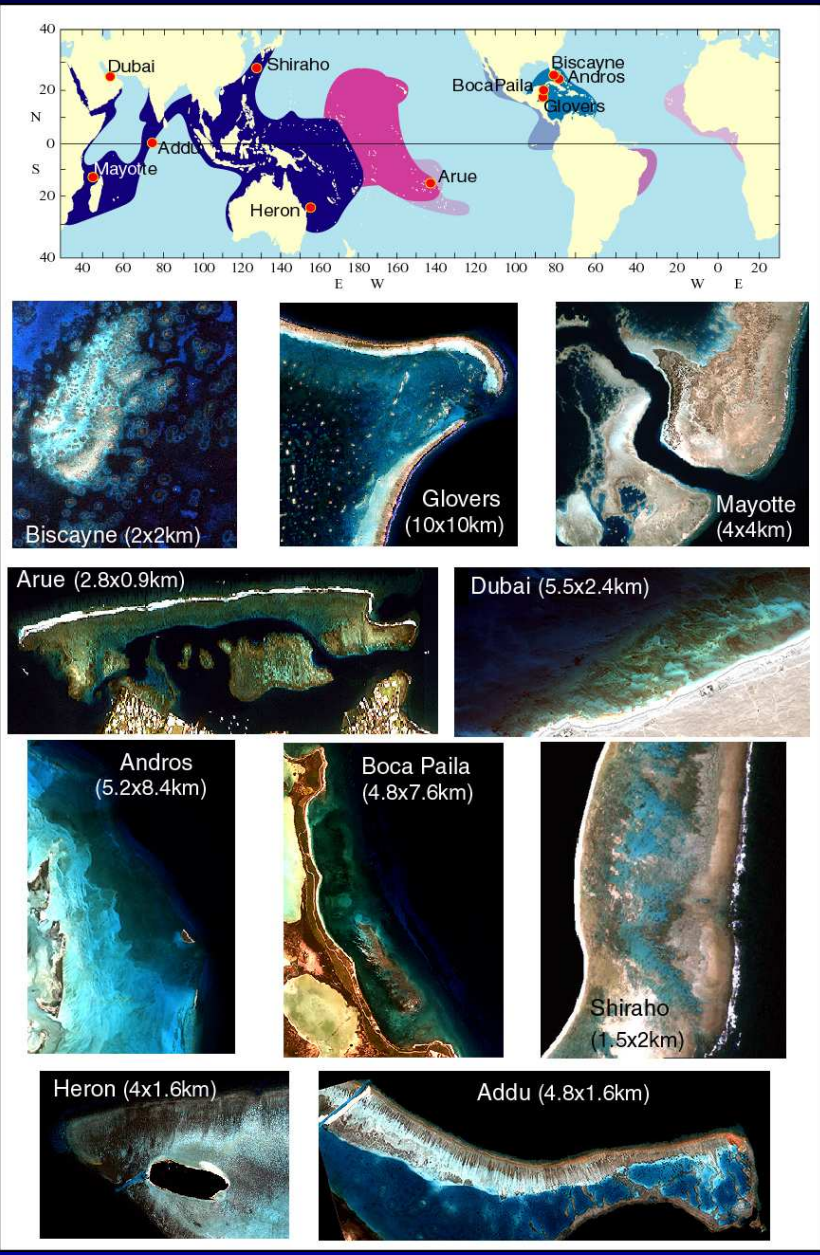 40
20
N
0
S
20
40
Dubai
Shiraho
Addu
Mayotte
Heron
Arue
Biscayne
Andros
BocaPaila
Glovers
40 60 80 100 120 140 160 180 160 140 120 100 80 60 40 20 0 20
E W W E
Biscayne (2x2km)
Glovers
(10x10km)
Mayotte
(4x4km)
Arue (2.8x0.9km)
Dubai (5.5x2.4km)
Andros
(5.2x8.4km)
Boca Paila
(4.8x7.6km)
Shiraho
(1.5x2km)
Heron (4x1.6km)
Addu (4.8x1.6km)